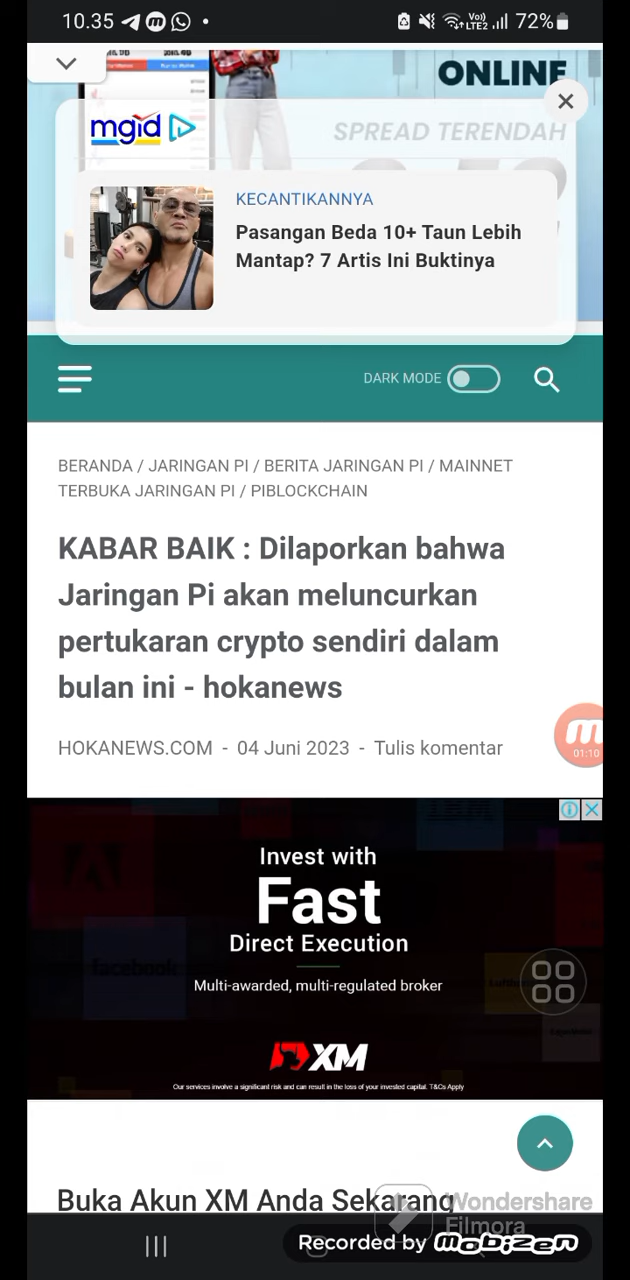 10.35
Vo))
LTE2
72%
ONLINE
SPREAD TERENDAH
mgid
KECANTIKANNYA
Pasangan Beda 10+ Taun Lebih
Mantap? 7 Artis Ini Buktinya
DARK MODE
BERANDA / JARINGAN PI / BERITA JARINGAN PI / MAINNET
TERBUKA JARINGAN PI / PIBLOCKCHAIN
KABAR BAIK : Dilaporkan bahwa
Jaringan Pi akan meluncurkan
pertukaran crypto sendiri dalam
bulan ini - hokanews
HOKANEWS.COM - 04 Juni 2023 - Tulis komentar
01:10
Invest with
Fast
Direct Execution
facebook
Multi-awarded, multi-regulated broker
XM
Our services involve a significant risk and can result in the loss of your invested capital. T&Cs Apply
Buka Akun XM Anda Sekarang
Wondershare
Filmora
Recorded by Mobizen